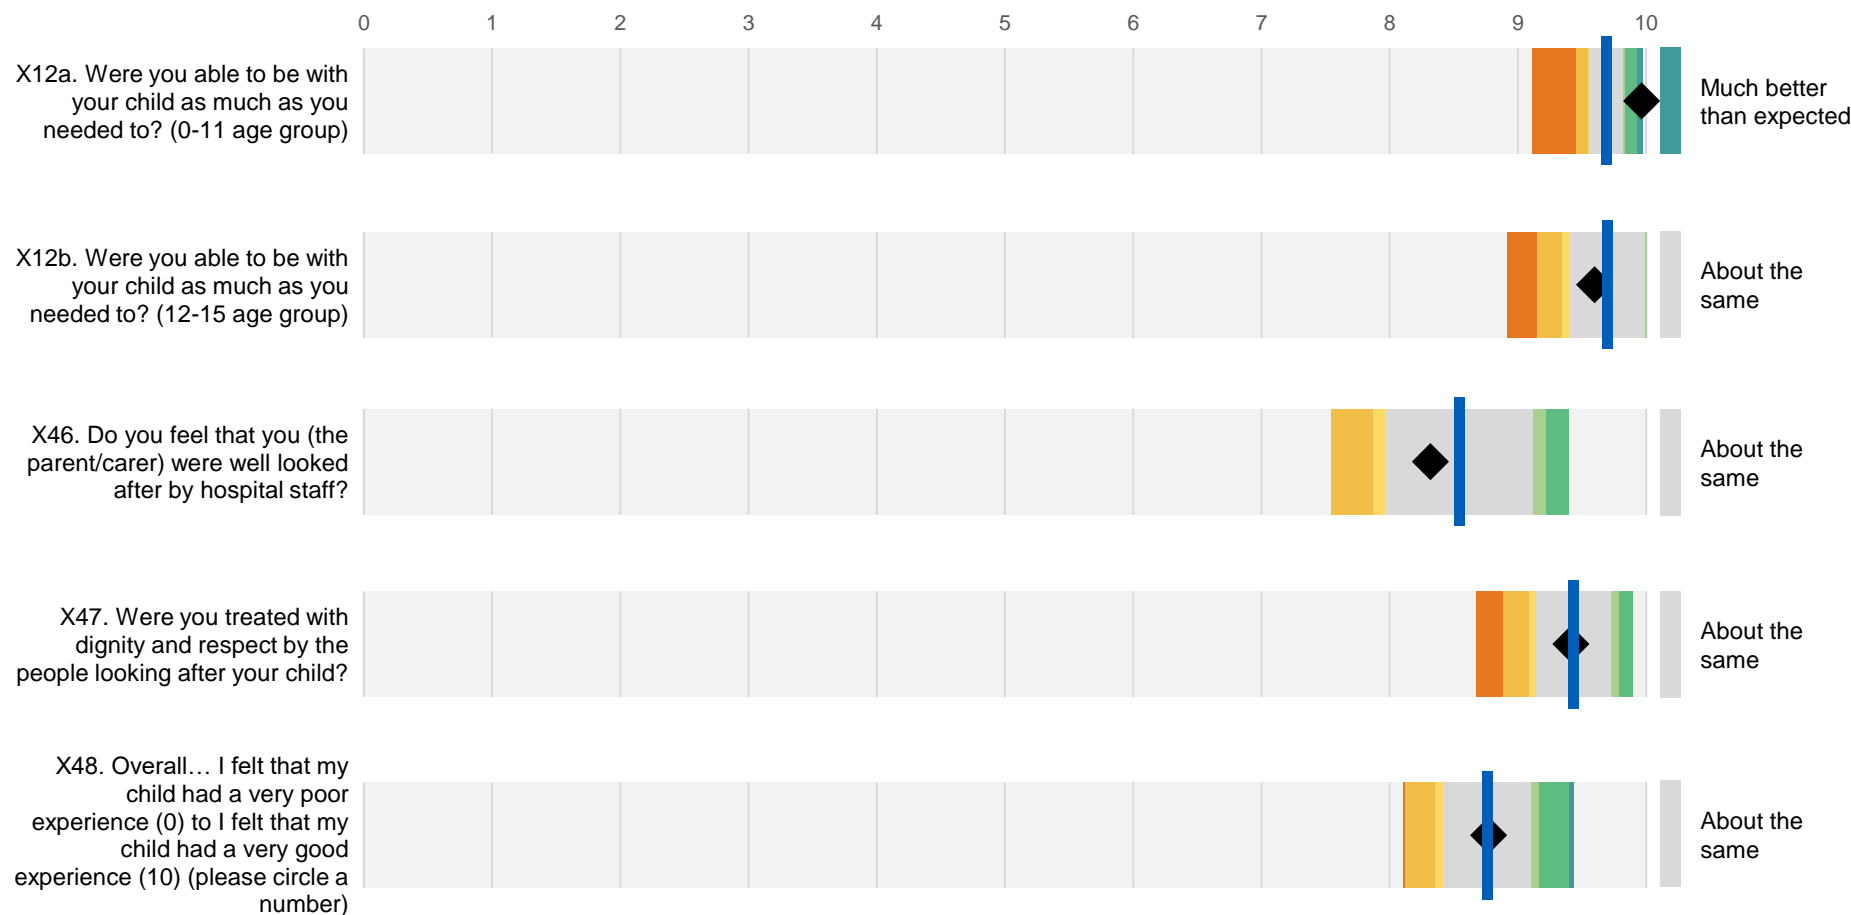 0 1 2 3 4 5 6 7 8 9 10
X12a. Were you able to be with
your child as much as you
needed to? (0-11 age group)
Much better
than expected
X12b. Were you able to be with
your child as much as you
needed to? (12-15 age group)
About the
same
X46. Do you feel that you (the
parent/carer) were well looked
after by hospital staff?
About the
same
X47. Were you treated with
dignity and respect by the
people looking after your child?
About the
same
X48. Overall… I felt that my
child had a very poor
experience (0) to I felt that my
child had a very good
experience (10) (please circle a
number)
About the
same